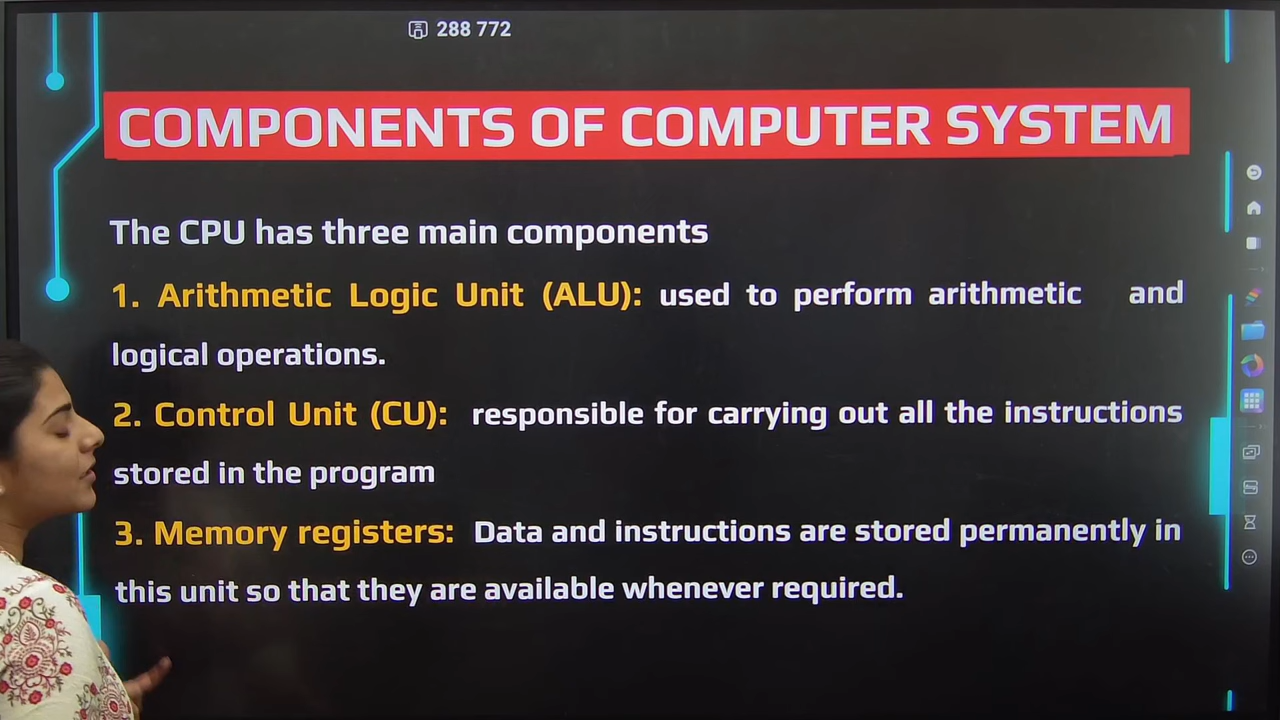 288 772
COMPONENTS OF COMPUTER SYSTEM
The CPU has three main components
1. Arithmetic Logic Unit (ALU): used to perform arithmetic and
logical operations.
2. Control Unit (CU): responsible for carrying out all the instructions
stored in the program
3. Memory registers: Data and instructions are stored permanently in
this unit so that they are available whenever required.